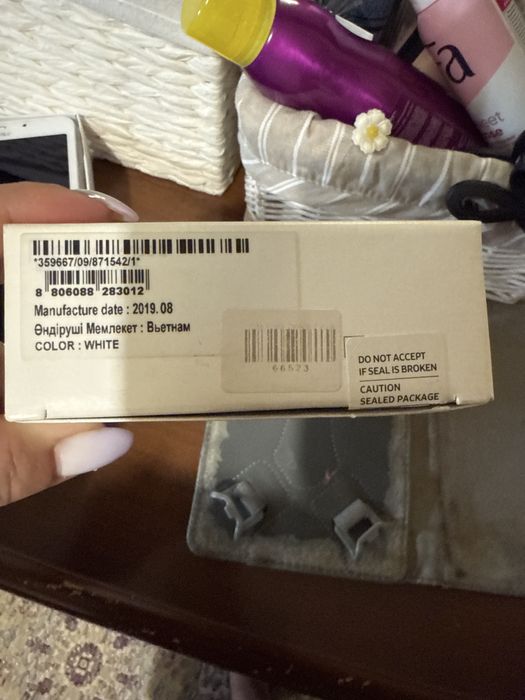 *359667/09/871542/1*
8 806088 283012
Manufacture date : 2019.08
Өндіруші Мемлекет : Вьетнам
COLOR : WHITE
66523
DO NOT ACCEPT
IF SEAL IS BROKEN
CAUTION
SEALED PACKAGE